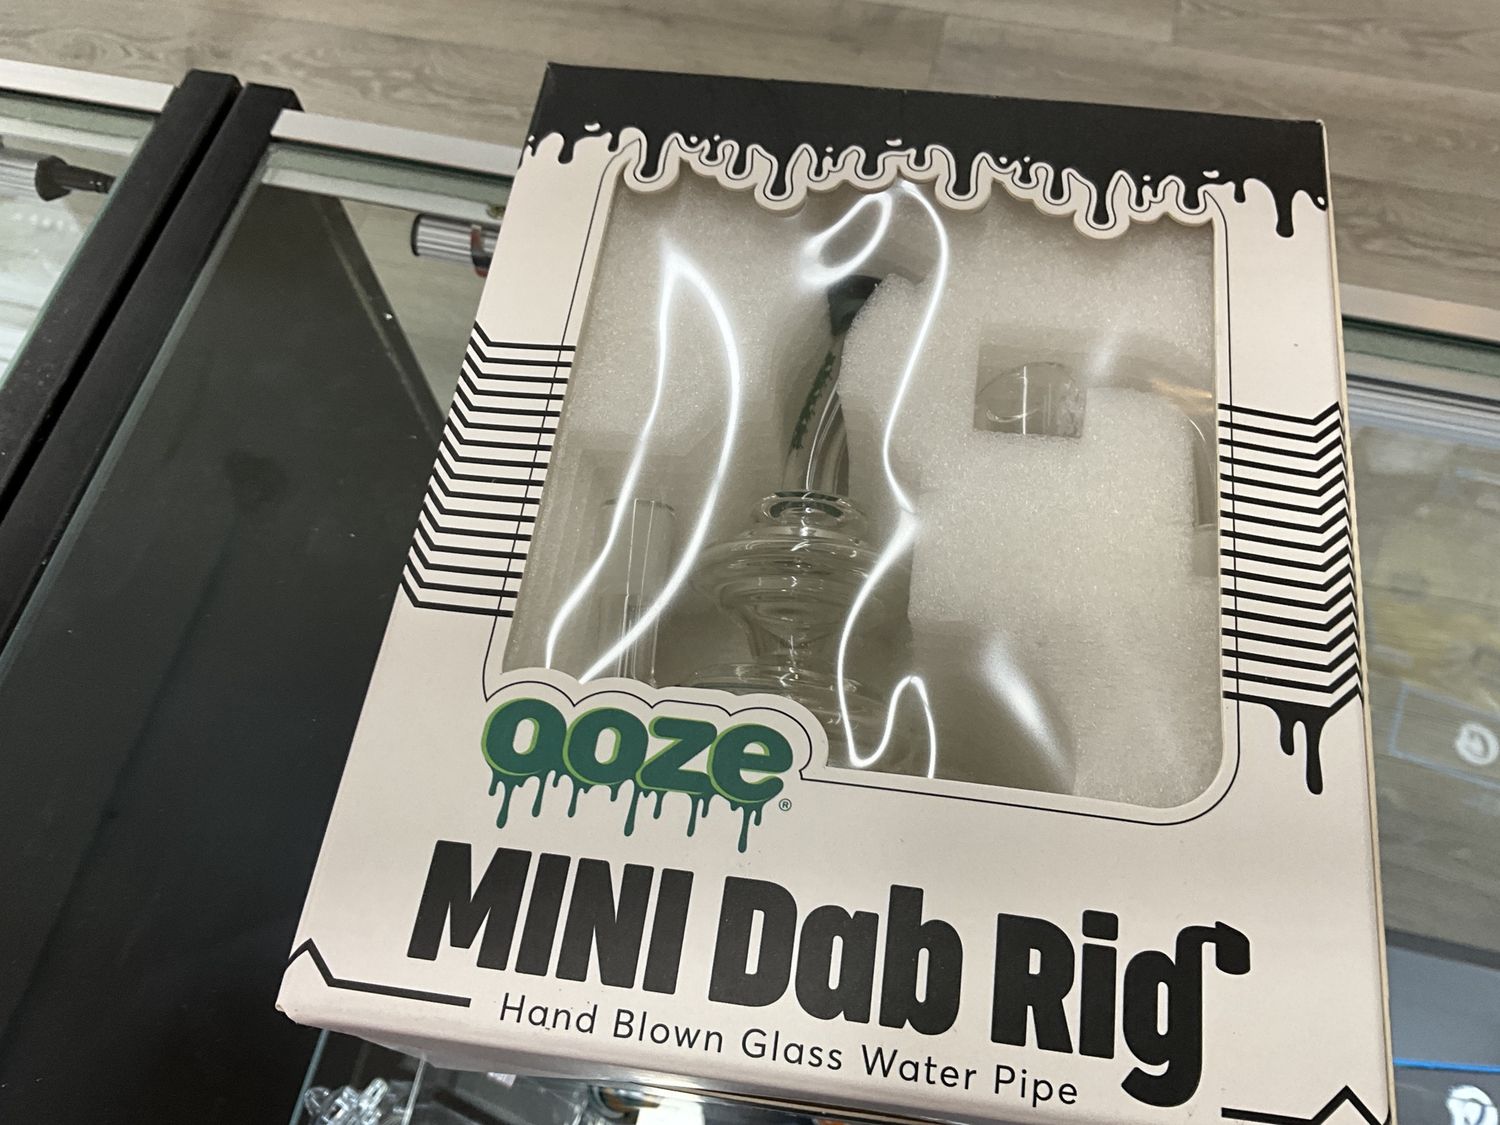 ooze®
MINI Dab Rig
Hand Blown Glass Water Pipe